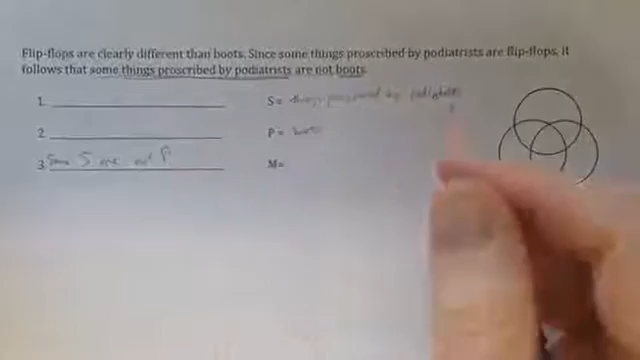 Flip-flops are clearly different than boots. Since some things proscribed by podiatrists are flip-flops, it
follows that some things proscribed by podiatrists are not boots.
1. S= things proscribed by podiatrists
2. P= boots
3. Some S are not P M=